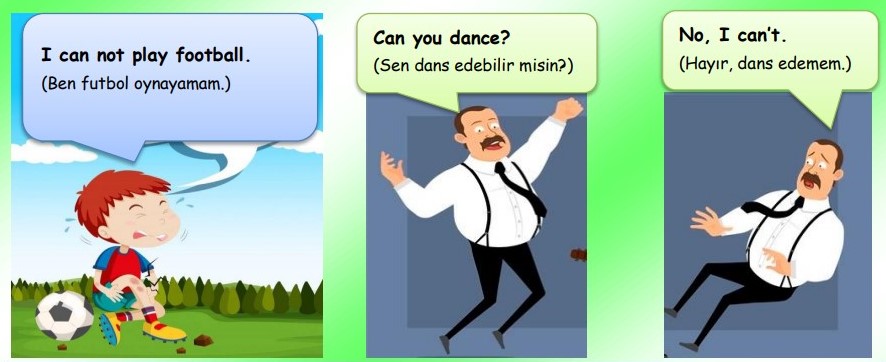 I can not play football.
(Ben futbol oynayamam.)
Can you dance?
(Sen dans edebilir misin?)
No, I can't.
(Hayır, dans edemem.)